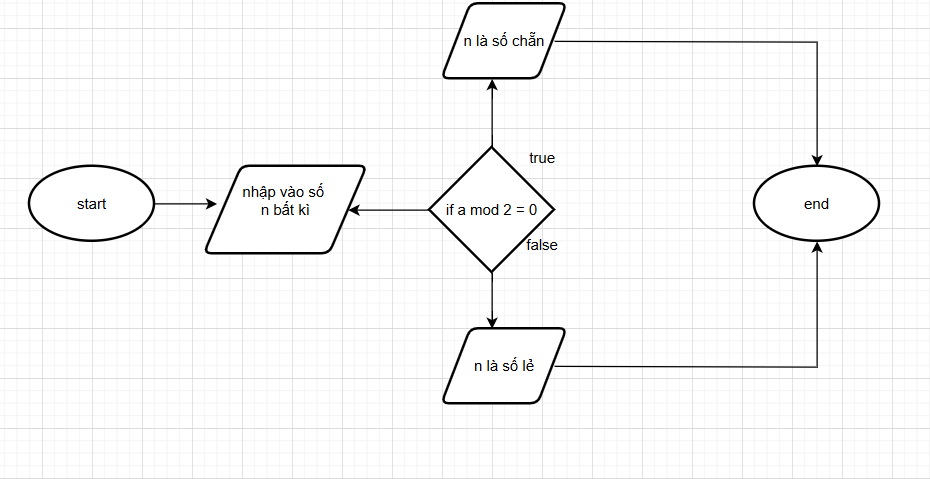 n là số chẵn
true
start
nhập vào số
n bất kì
if a mod 2 = 0
end
false
n là số lẻ